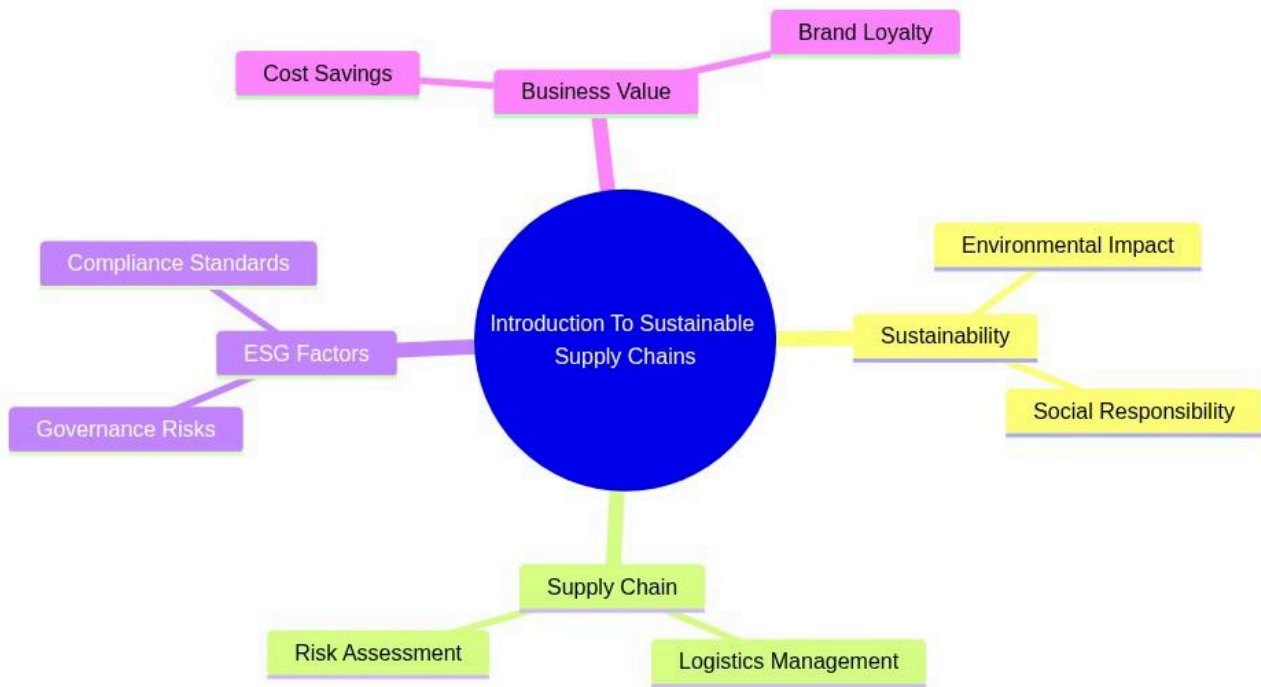 Brand Loyalty
Cost Savings
Business Value
Environmental Impact
Compliance Standards
Introduction To Sustainable
Supply Chains
Sustainability
ESG Factors
Social Responsibility
Governance Risks
Supply Chain
Risk Assessment
Logistics Management